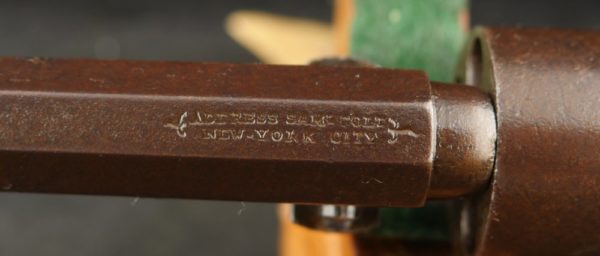 ADDRESS SAML COLT
NEW-YORK CITY